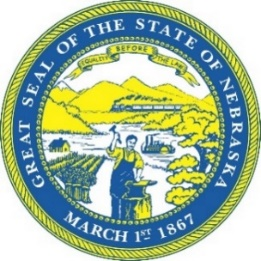 GREAT SEAL OF THE STATE OF NEBRASKA
EQUALITY BEFORE THE LAW
MARCH 1ST 1867